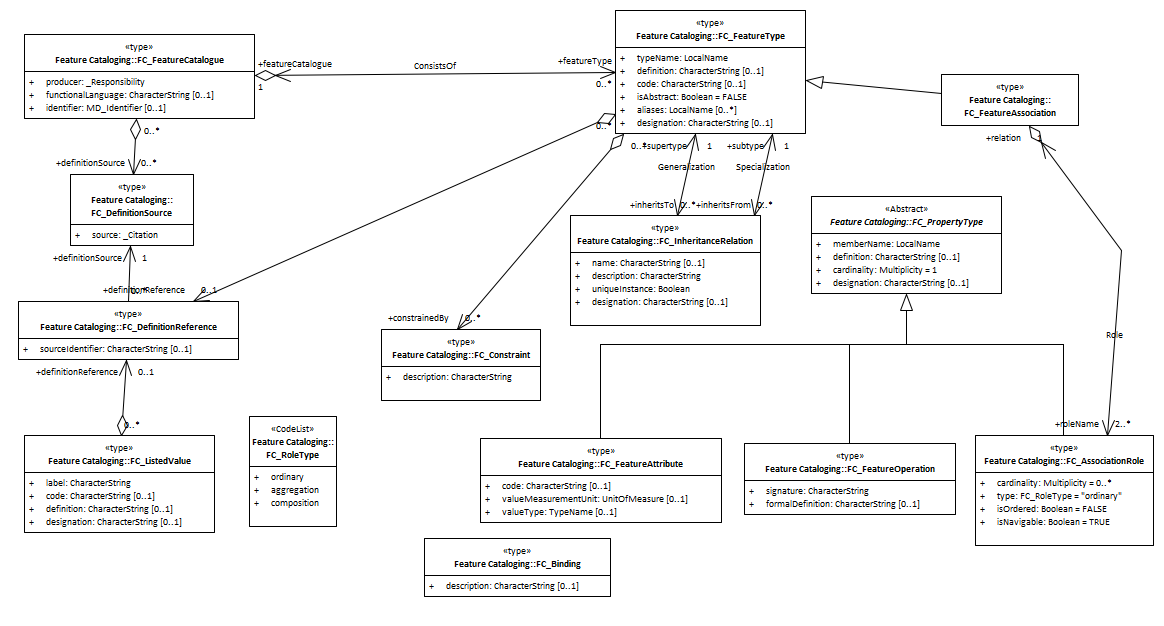 «type»
Feature Cataloging::FC_FeatureCatalogue
+ producer: _Responsibility
+ functionalLanguage: CharacterString [0..1]
+ identifier: MD_Identifier [0..1]
+featureCatalogue
1
ConsistsOf
+featureType
0..*
«type»
Feature Cataloging::FC_FeatureType
+ typeName: LocalName
+ definition: CharacterString [0..1]
+ code: CharacterString [0..1]
+ isAbstract: Boolean = FALSE
+ aliases: LocalName [0..*]
+ designation: CharacterString [0..1]
«type»
Feature Cataloging::
FC_FeatureAssociation
+relation
1
0..*
+definitionSource
0..*
«type»
Feature Cataloging::
FC_DefinitionSource
+ source: _Citation
+definitionSource
1
0..*
0..*
+supertype
1
+subtype
1
Generalization
Specialization
+inheritsTo
0..*
+inheritsFrom
0..*
«type»
Feature Cataloging::FC_InheritanceRelation
+ name: CharacterString [0..1]
+ description: CharacterString
+ uniqueInstance: Boolean
+ designation: CharacterString [0..1]
«Abstract»
Feature Cataloging::FC_PropertyType
+ memberName: LocalName
+ definition: CharacterString [0..1]
+ cardinality: Multiplicity = 1
+ designation: CharacterString [0..1]
+definitionReference
0..*
0..1
«type»
Feature Cataloging::FC_DefinitionReference
+ sourceIdentifier: CharacterString [0..1]
+definitionReference
0..1
+constrainedBy
0..*
«type»
Feature Cataloging::FC_Constraint
+ description: CharacterString
Role
+roleName
2..*
0..*
«type»
Feature Cataloging::FC_ListedValue
+ label: CharacterString
+ code: CharacterString [0..1]
+ definition: CharacterString [0..1]
+ designation: CharacterString [0..1]
«CodeList»
Feature Cataloging::
FC_RoleType
+ ordinary
+ aggregation
+ composition
«type»
Feature Cataloging::FC_FeatureAttribute
+ code: CharacterString [0..1]
+ valueMeasurementUnit: UnitOfMeasure [0..1]
+ valueType: TypeName [0..1]
«type»
Feature Cataloging::FC_FeatureOperation
+ signature: CharacterString
+ formalDefinition: CharacterString [0..1]
«type»
Feature Cataloging::FC_AssociationRole
+ cardinality: Multiplicity = 0..*
+ type: FC_RoleType = "ordinary"
+ isOrdered: Boolean = FALSE
+ isNavigable: Boolean = TRUE
«type»
Feature Cataloging::FC_Binding
+ description: CharacterString [0..1]